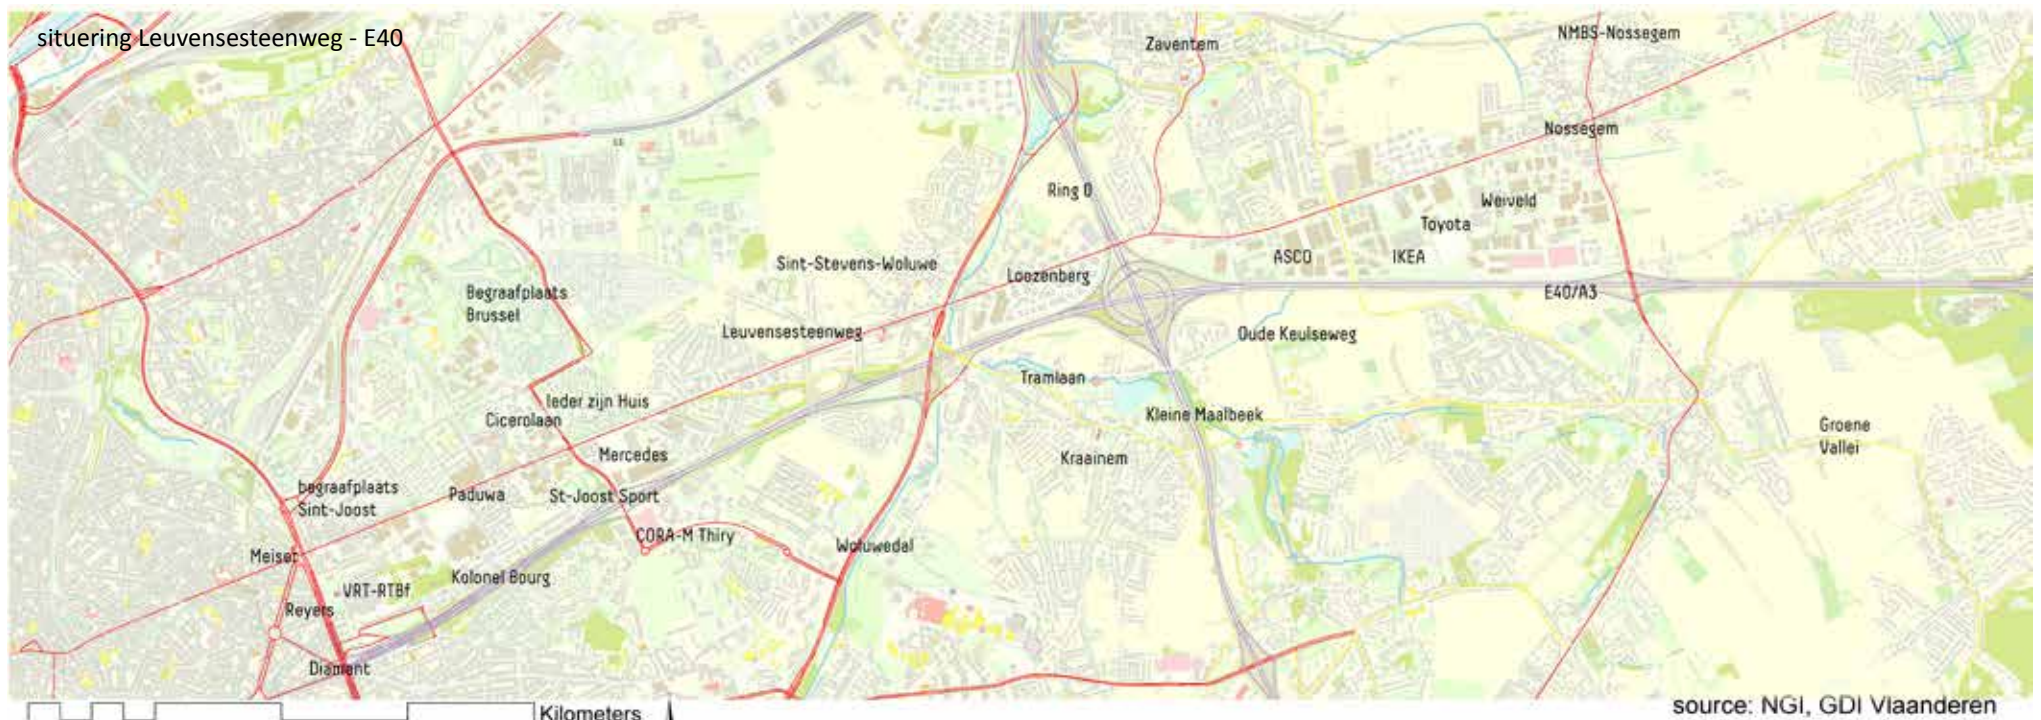 situering Leuvensesteenweg - E40
Zaventem
NMBS-Nossegem
Nossegem
Ring 0
Weiveld
Toyota
Sint-Stevens-Woluwe
Loozenberg
ASCO
IKEA
Begraafplaats
Brussel
E40/A3
Leuvensesteenweg
Oude Keulseweg
Tramlaan
Ieder zijn Huis
Cicerolaan
Kleine Maalbeek
Groene
Vallei
Mercedes
Kraainem
begraafplaats
Sint-Joost
Paduwa
St-Joost Sport
CORA-M Thiry
Woluwedal
Meiser
Kolonel Bourg
VRT-RTBf
Reyers
Diamant
Kilometers
source: NGI, GDI Vlaanderen